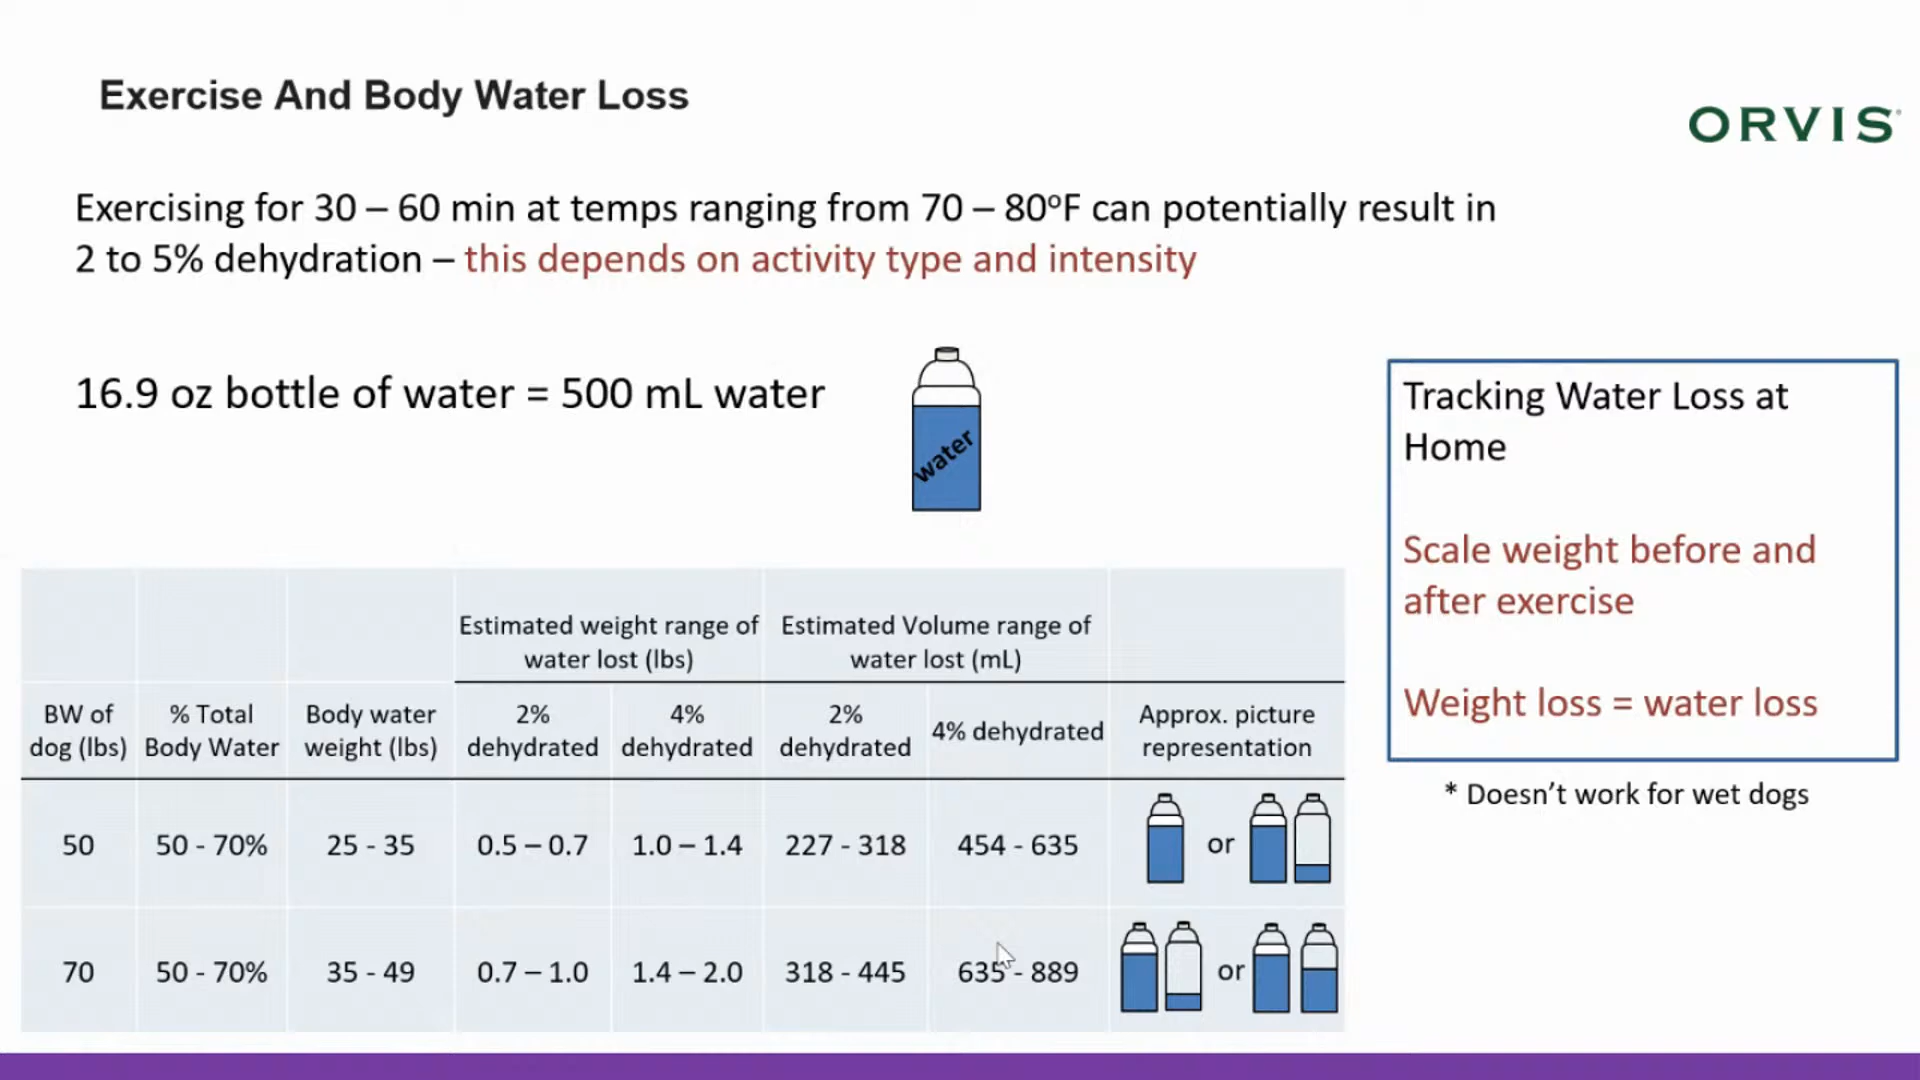 Exercise And Body Water Loss
ORVIS
Exercising for 30 – 60 min at temps ranging from 70 – 80ºF can potentially result in
2 to 5% dehydration – this depends on activity type and intensity
16.9 oz bottle of water = 500 mL water
water
Tracking Water Loss at
Home
Scale weight before and
after exercise
Weight loss = water loss
* Doesn't work for wet dogs
Estimated weight range of
water lost (lbs)
Estimated Volume range of
water lost (mL)
BW of
dog (lbs)
% Total
Body Water
Body water
weight (lbs)
2%
dehydrated
4%
dehydrated
2%
dehydrated
4% dehydrated
Approx. picture
representation
50 50 - 70% 25 - 35 0.5 – 0.7 1.0 – 1.4 227 - 318 454 - 635 or
70 50 - 70% 35 - 49 0.7 – 1.0 1.4 – 2.0 318 - 445 635 - 889 or